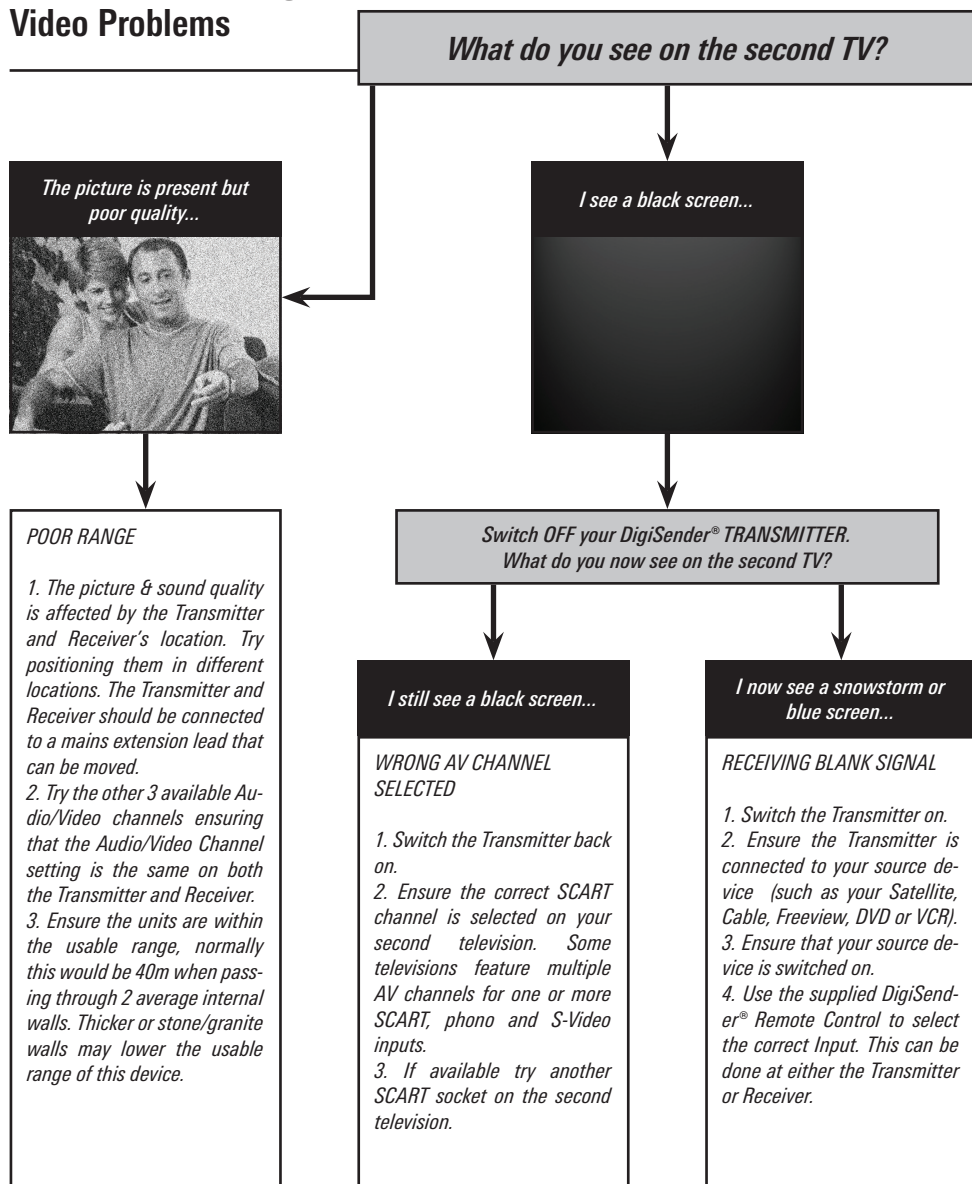 Video Problems
What do you see on the second TV?
The picture is present but
poor quality...
I see a black screen...
POOR RANGE
1. The picture & sound quality
is affected by the Transmitter
and Receiver's location. Try
positioning them in different
locations. The Transmitter and
Receiver should be connected
to a mains extension lead that
can be moved.
2. Try the other 3 available Au-
dio/Video channels ensuring
that the Audio/Video Channel
setting is the same on both
the Transmitter and Receiver.
3. Ensure the units are within
the usable range, normally
this would be 40m when pass-
ing through 2 average internal
walls. Thicker or stone/granite
walls may lower the usable
range of this device.
Switch OFF your DigiSender® TRANSMITTER.
What do you now see on the second TV?
I still see a black screen...
WRONG AV CHANNEL
SELECTED
1. Switch the Transmitter back
on.
2. Ensure the correct SCART
channel is selected on your
second television. Some
televisions feature multiple
AV channels for one or more
SCART, phono and S-Video
inputs.
3. If available try another
SCART socket on the second
television.
I now see a snowstorm or
blue screen...
RECEIVING BLANK SIGNAL
1. Switch the Transmitter on.
2. Ensure the Transmitter is
connected to your source de-
vice (such as your Satellite,
Cable, Freeview, DVD or VCR).
3. Ensure that your source de-
vice is switched on.
4. Use the supplied DigiSend-
er® Remote Control to select
the correct Input. This can be
done at either the Transmitter
or Receiver.